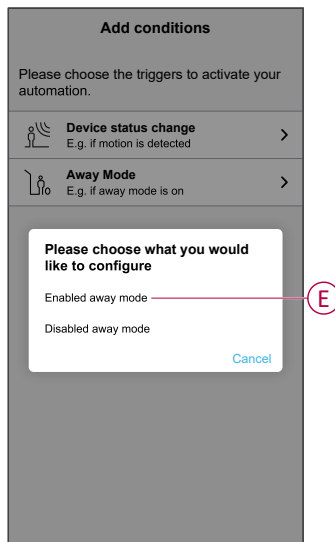 Add conditions
Please choose the triggers to activate your
automation.
Device status change
E.g. if motion is detected
Away Mode
E.g. if away mode is on
Please choose what you would
like to configure
Enabled away mode
E
Disabled away mode
Cancel